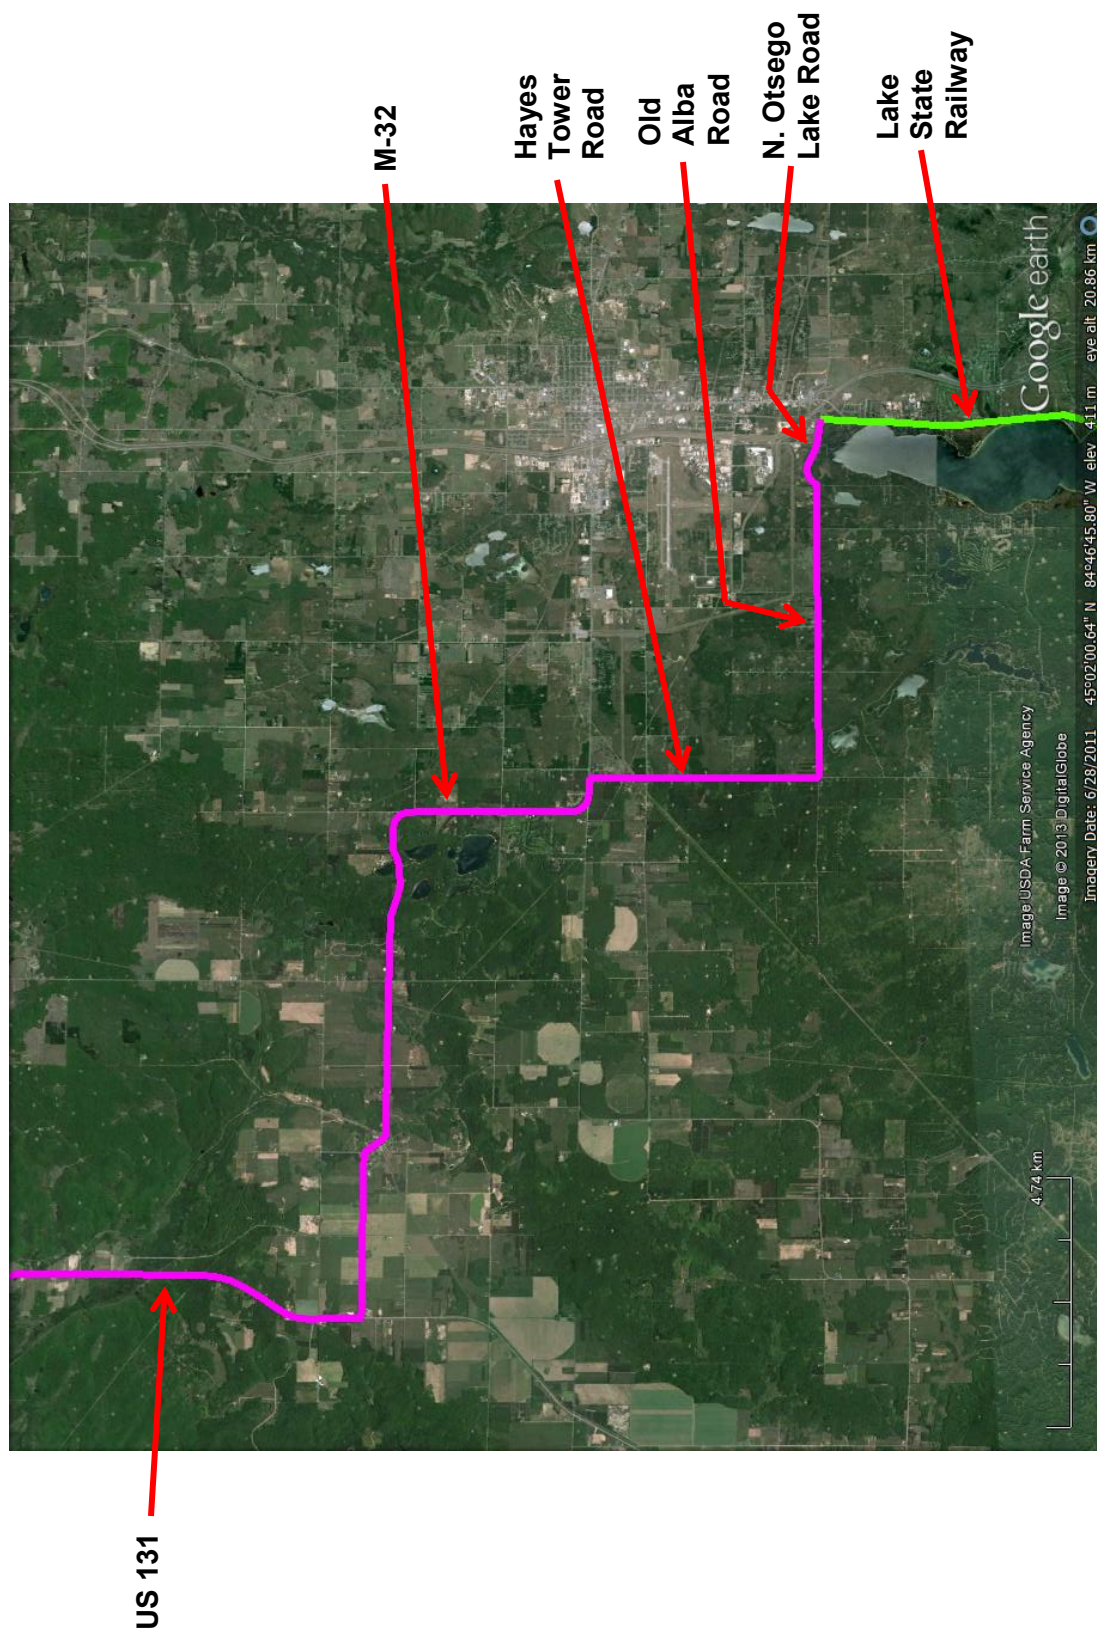 US 131
M-32
Hayes
Tower
Road
Old
Alba
Road
N. Otsego
Lake Road
Lake
State
Railway
Image USDA Farm Service Agency
Image © 2013 DigitalGlobe
Google earth
4.74 km
Imagery Date: 6/28/2011 45°02'00.64" N 84°46'45.80" W elev 411 m eye alt 20.86 km